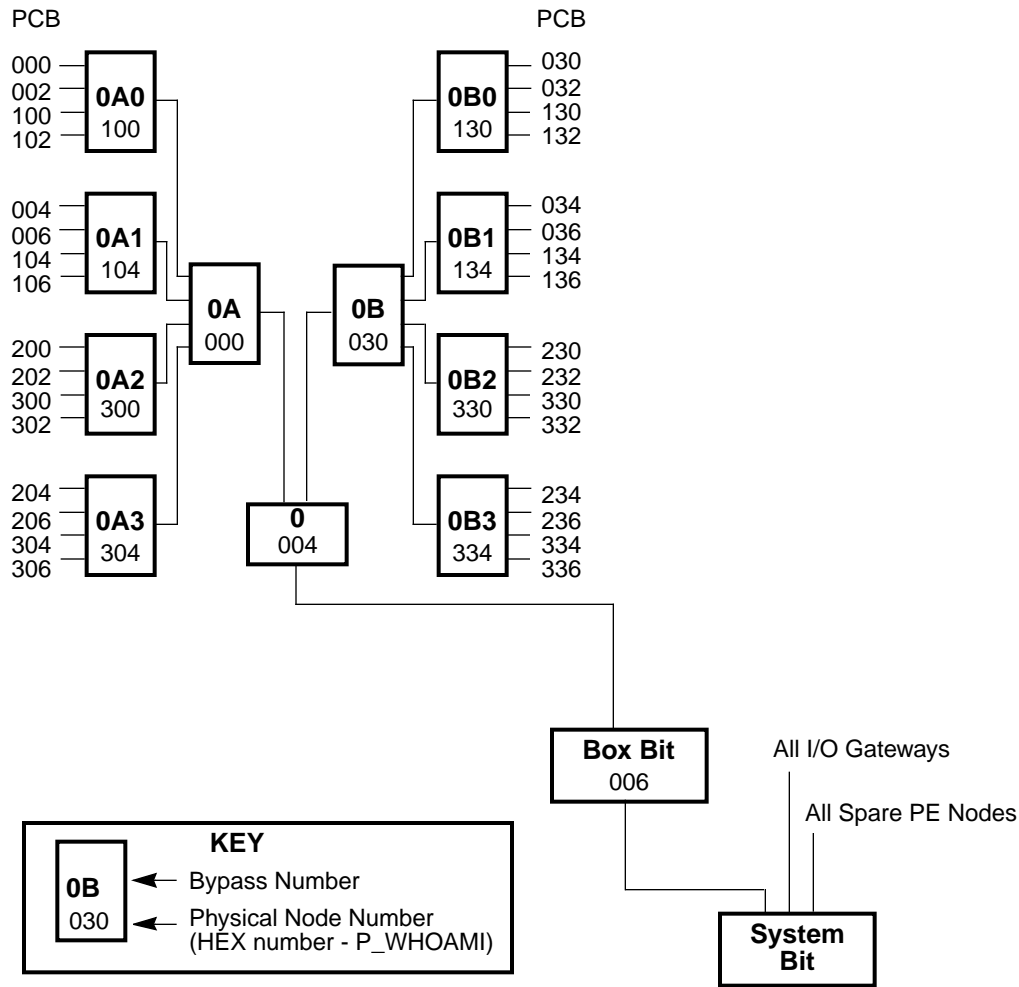 PCB
000
002
100
102
0A0
100
004
006
104
106
0A1
104
200
202
300
302
0A2
300
204
206
304
306
0A3
304
0A
000
PCB
0B0
130
030
032
130
132
0B1
134
034
036
134
136
0B
030
0B2
330
230
232
330
332
0B3
334
234
236
334
336
0
004
Box Bit
006
All I/O Gateways
All Spare PE Nodes
System
Bit
KEY
0B
030
Bypass Number
Physical Node Number
(HEX number - P_WHOAMI)